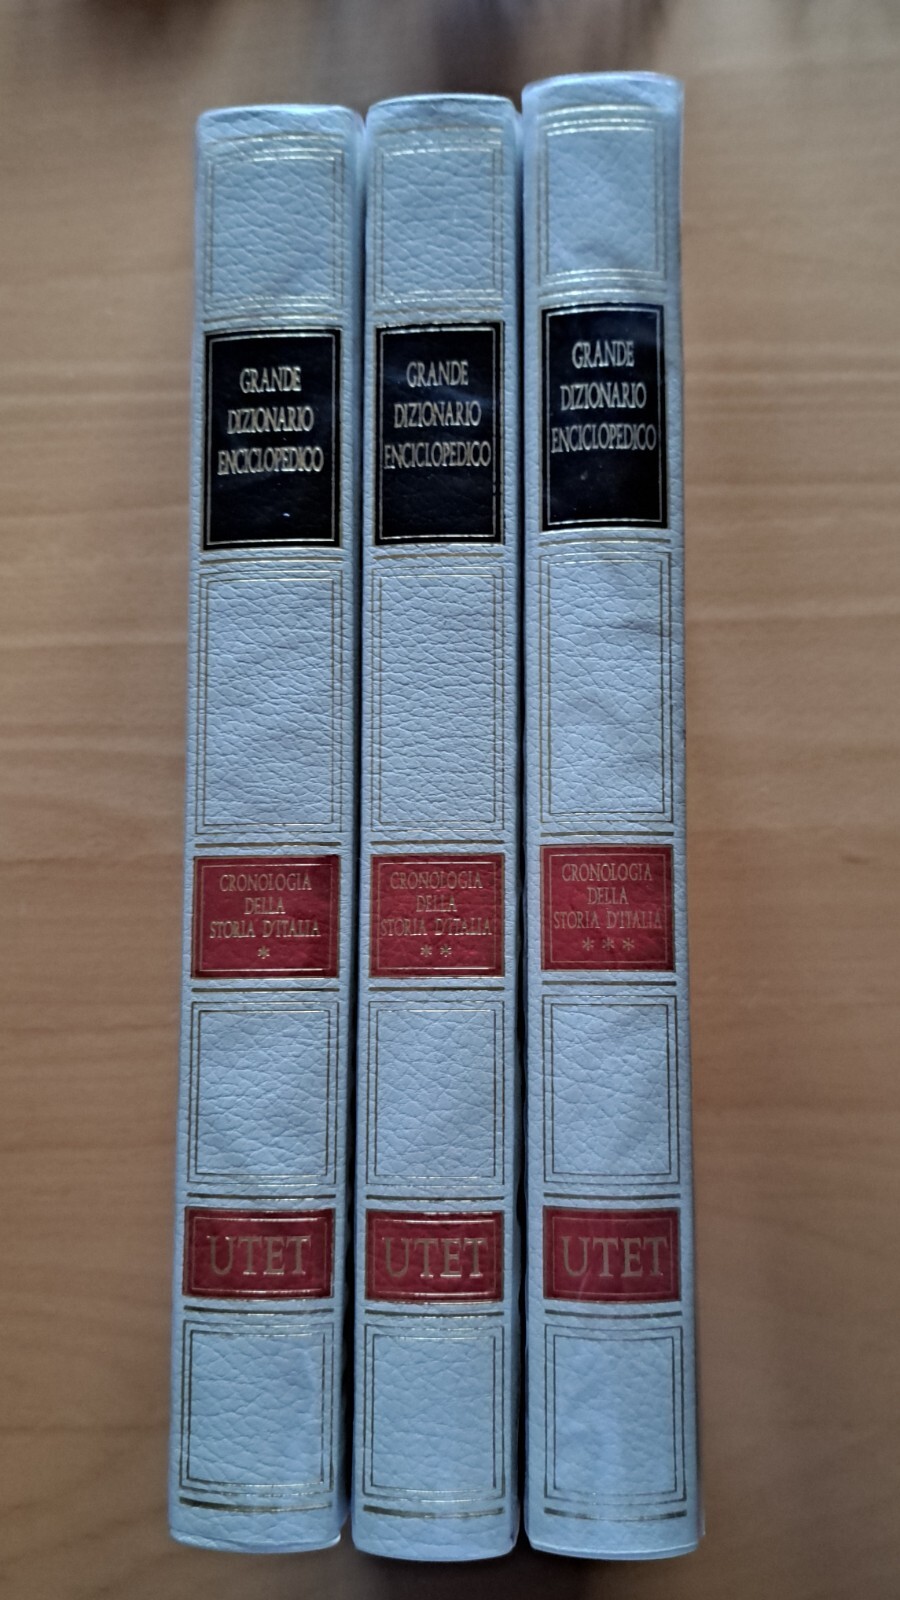 GRANDE
DIZIONARIO
ENCICLOPEDICO
CRONOLOGIA
DELLA
STORIA D'ITALIA
*
UTET
GRANDE
DIZIONARIO
ENCICLOPEDICO
CRONOLOGIA
DELLA
STORIA D'ITALIA
* *
UTET
GRANDE
DIZIONARIO
ENCICLOPEDICO
CRONOLOGIA
DELLA
STORIA D'ITALIA
* * *
UTET